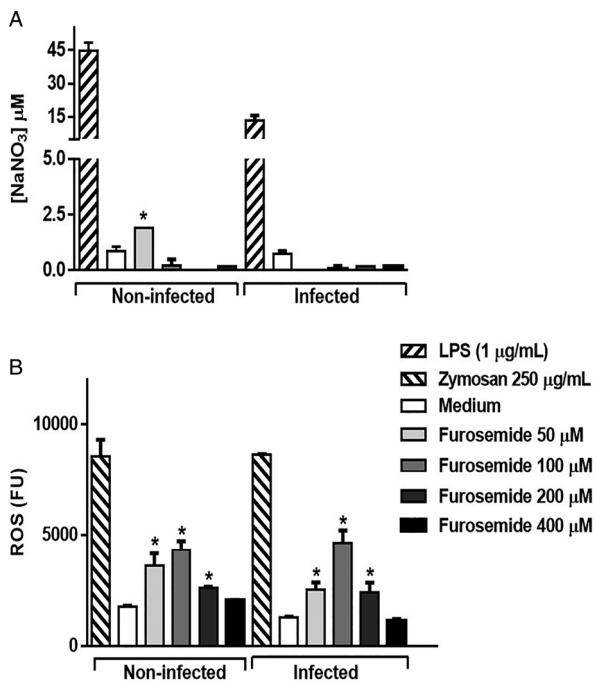 A
[NaNO3] μM
45
30
15
5.0
2.5
0.0
*
Non-infected
Infected
LPS (1 μg/mL)
Zymosan 250 μg/mL
Medium
Furosemide 50 μM
Furosemide 100 μM
Furosemide 200 μM
Furosemide 400 μM
B
ROS (FU)
10000
5000
0
* * *
* * *
Non-infected
Infected